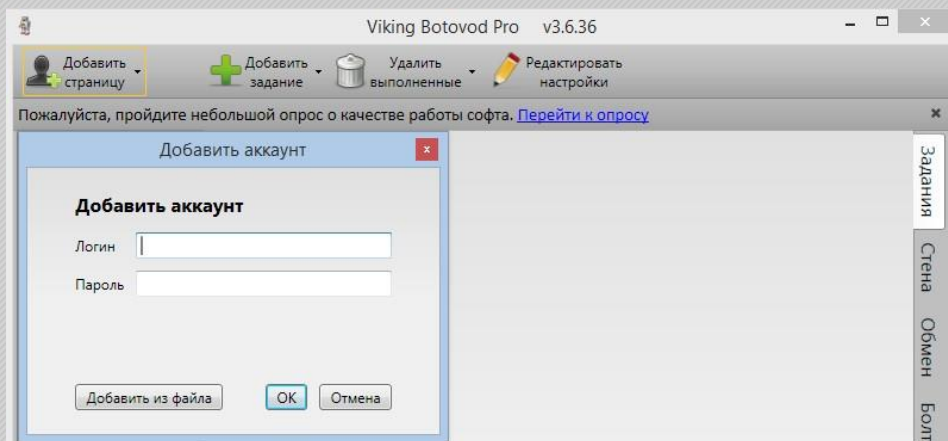 Viking Botovod Pro v3.6.36
Добавить страницу
Добавить задание
Удалить выполненные
Редактировать настройки
Пожалуйста, пройдите небольшой опрос о качестве работы софта. Перейти к опросу
Добавить аккаунт
Добавить аккаунт
Логин
Пароль
Добавить из файла
OK
Отмена
Задания
Стена
Обмен